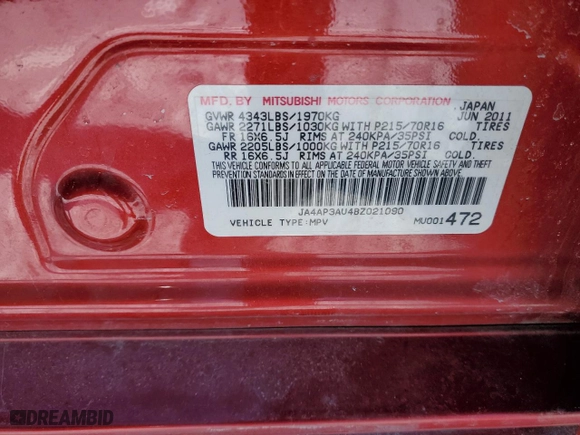 MFD. BY MITSUBISHI MOTORS CORPORATION JAPAN
GVWR 4343LBS/1970KG JUN 2011
GAWR 2271LBS/1030KG WITH P215/70R16 TIRES
FR 16X6.5J RIMS AT 240KPA/35PSI COLD.
GAWR 2205LBS/1000KG WITH P215/70R16 TIRES
RR 16X6.5J RIMS AT 240KPA/35PSI COLD.
THIS VEHICLE CONFORMS TO ALL APPLICABLE FEDERAL MOTOR VEHICLE SAFETY AND THEFT
PREVENTION STANDARDS IN EFFECT ON THE DATE OF MANUFACTURE SHOWN ABOVE.
JA4AP3AU4BZ021090
VEHICLE TYPE:MPV MU001472
DREAMBID